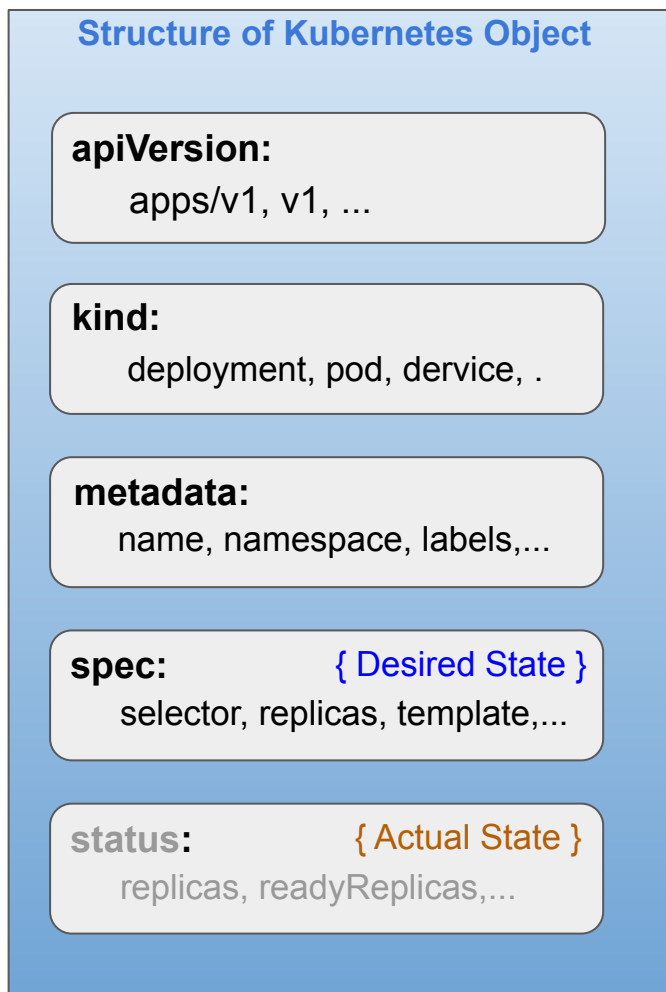 Structure of Kubernetes Object
apiVersion:
apps/v1, v1, ...
kind:
deployment, pod, dervice, .
metadata:
name, namespace, labels,...
spec: { Desired State }
selector, replicas, template,...
status: { Actual State }
replicas, readyReplicas,...